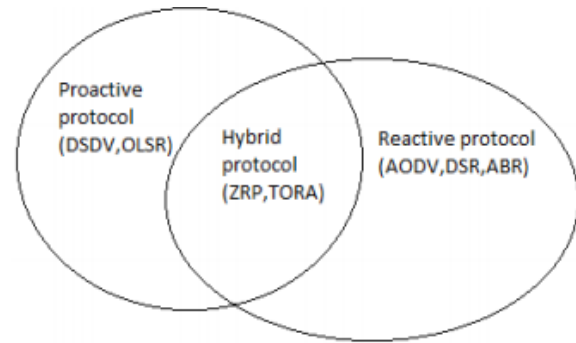 Proactive
protocol
(DSDV,OLSR)
Hybrid
protocol
(ZRP,TORA)
Reactive protocol
(AODV,DSR,ABR)